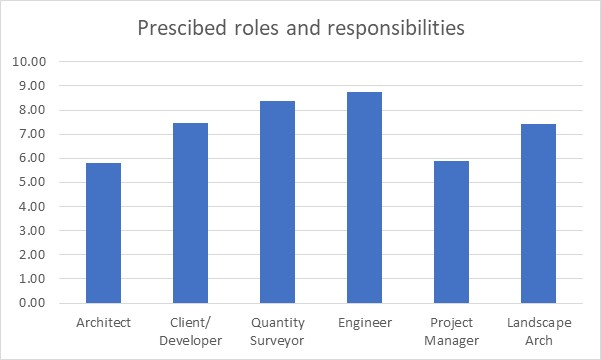 Prescibed roles and responsibilities
10.00
9.00
8.00
7.00
6.00
5.00
4.00
3.00
2.00
1.00
0.00
Architect
Client/
Developer
Quantity
Surveyor
Engineer
Project
Manager
Landscape
Arch